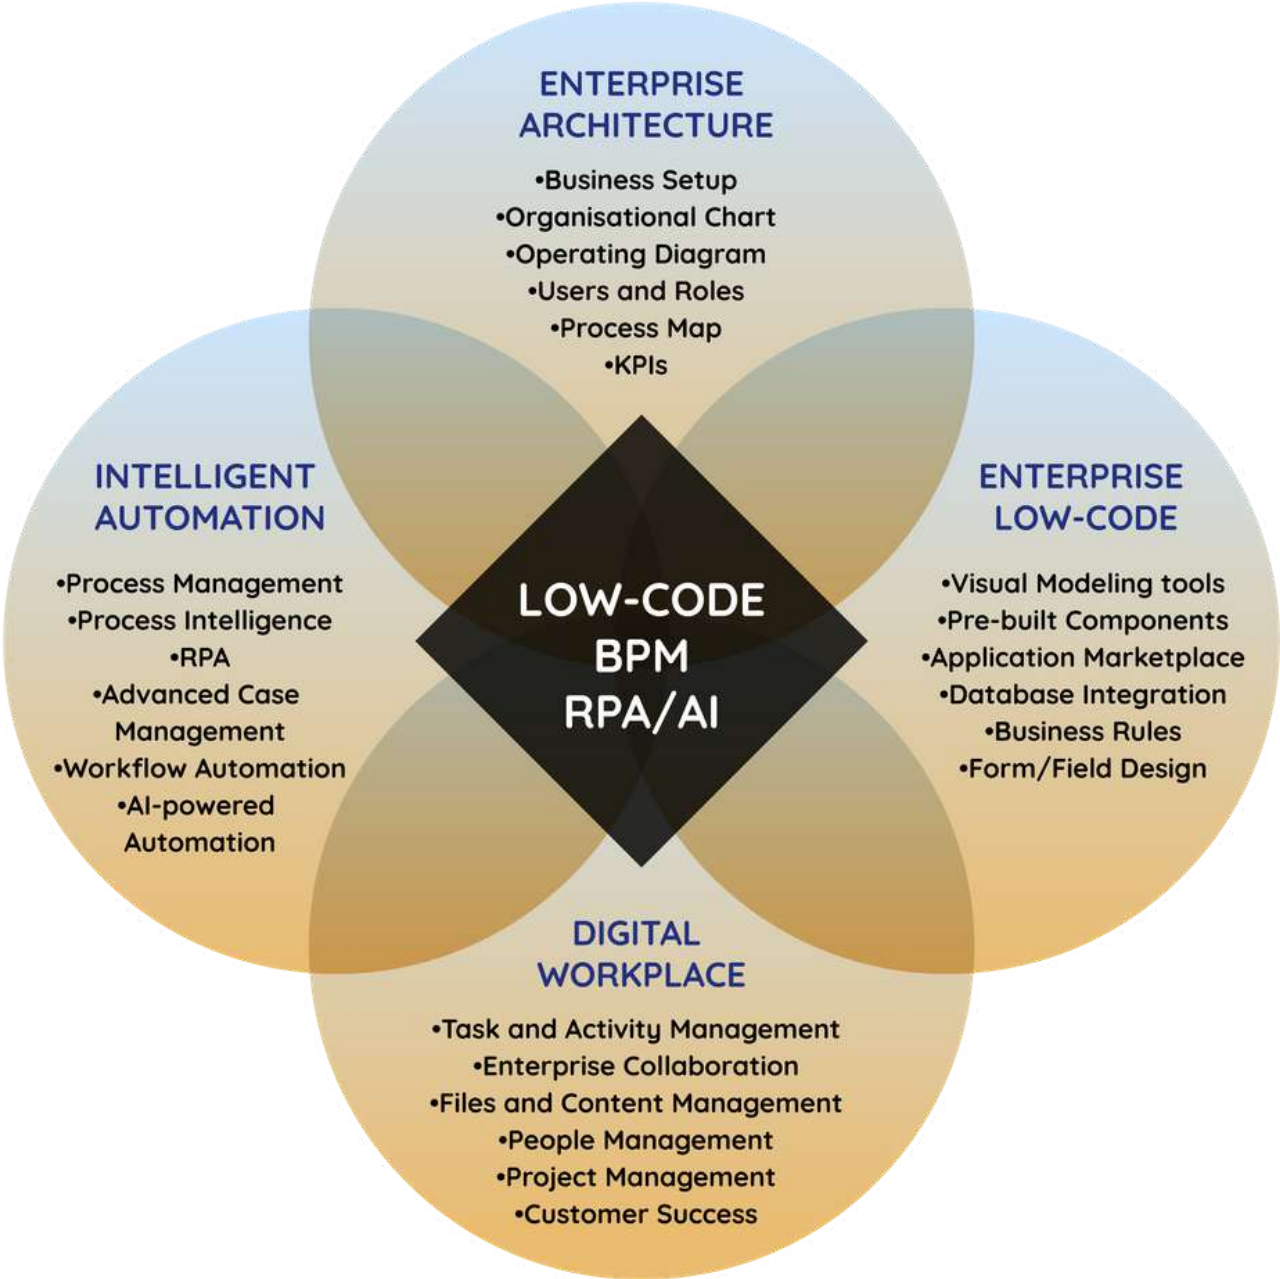 ENTERPRISE
ARCHITECTURE
•Business Setup
•Organisational Chart
•Operating Diagram
•Users and Roles
•Process Map
•KPIs
INTELLIGENT
AUTOMATION
•Process Management
•Process Intelligence
•RPA
•Advanced Case
Management
•Workflow Automation
•AI-powered
Automation
LOW-CODE
BPM
RPA/AI
ENTERPRISE
LOW-CODE
•Visual Modeling tools
•Pre-built Components
•Application Marketplace
•Database Integration
•Business Rules
•Form/Field Design
DIGITAL
WORKPLACE
•Task and Activity Management
•Enterprise Collaboration
•Files and Content Management
•People Management
•Project Management
•Customer Success